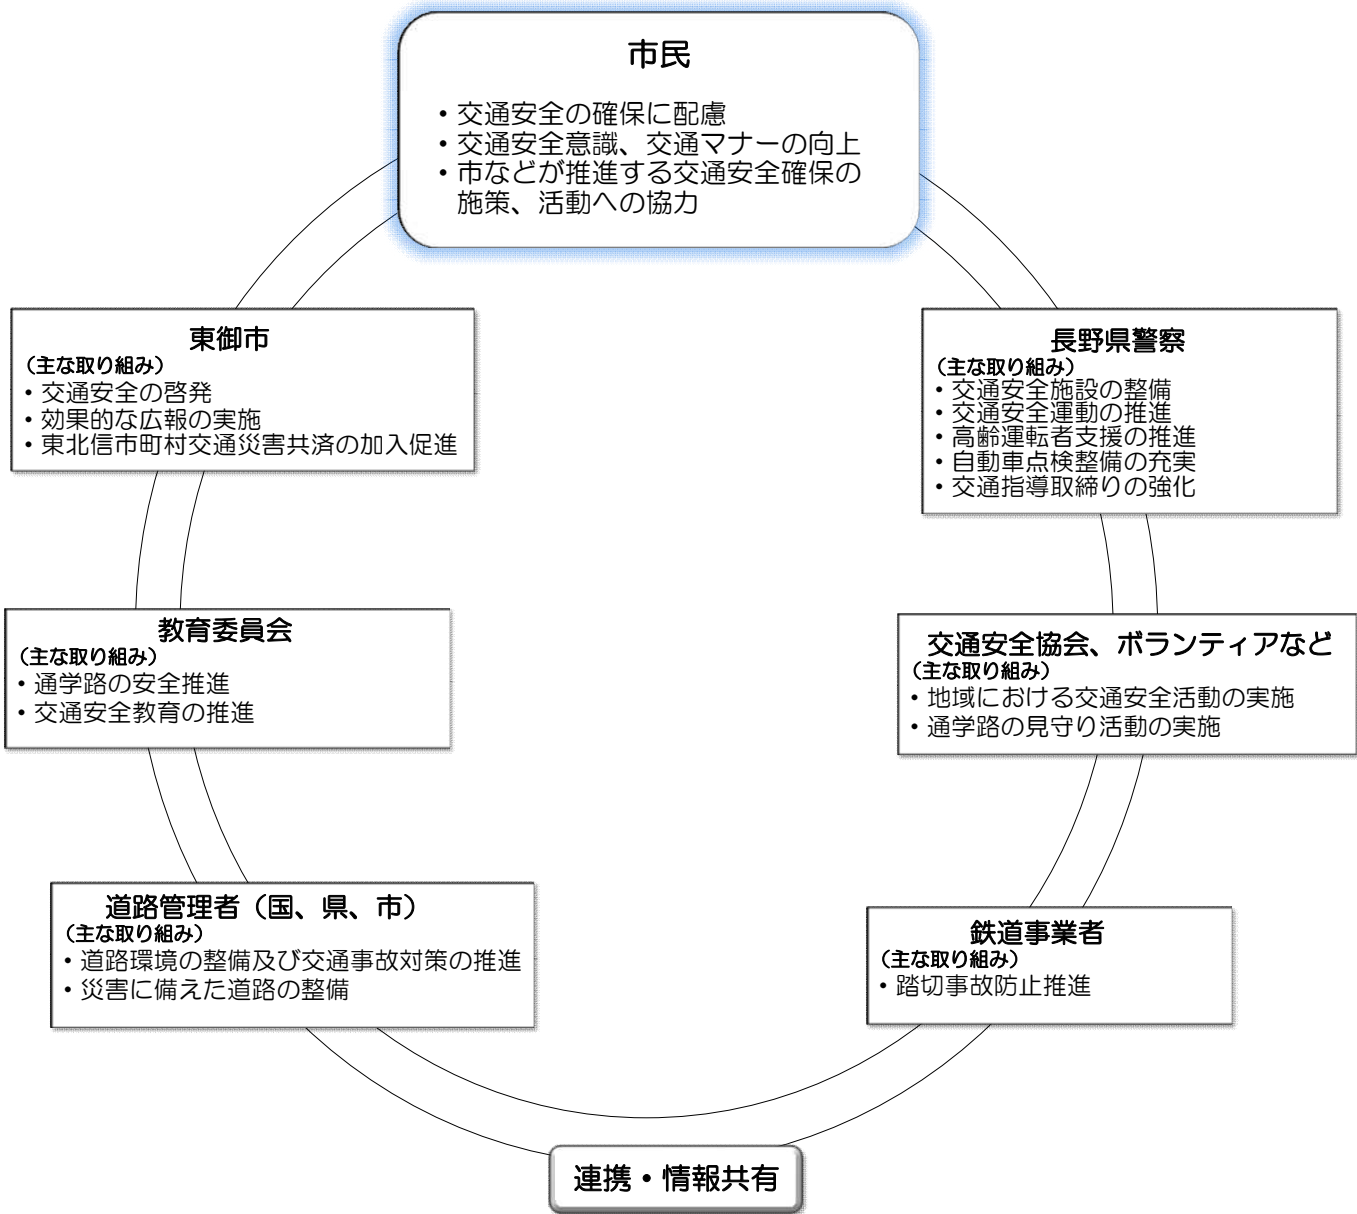 市民
・交通安全の確保に配慮
・交通安全意識、交通マナーの向上
・市などが推進する交通安全確保の
施策、活動への協力
東御市
（主な取り組み）
・交通安全の啓発
・効果的な広報の実施
・東北信市町村交通災害共済の加入促進
長野県警察
（主な取り組み）
・交通安全施設の整備
・交通安全運動の推進
・高齢運転者支援の推進
・自動車点検整備の充実
・交通指導取締りの強化
教育委員会
（主な取り組み）
・通学路の安全推進
・交通安全教育の推進
交通安全協会、ボランティアなど
（主な取り組み）
・地域における交通安全活動の実施
・通学路の見守り活動の実施
道路管理者（国、県、市）
（主な取り組み）
・道路環境の整備及び交通事故対策の推進
・災害に備えた道路の整備
鉄道事業者
（主な取り組み）
・踏切事故防止推進
連携・情報共有